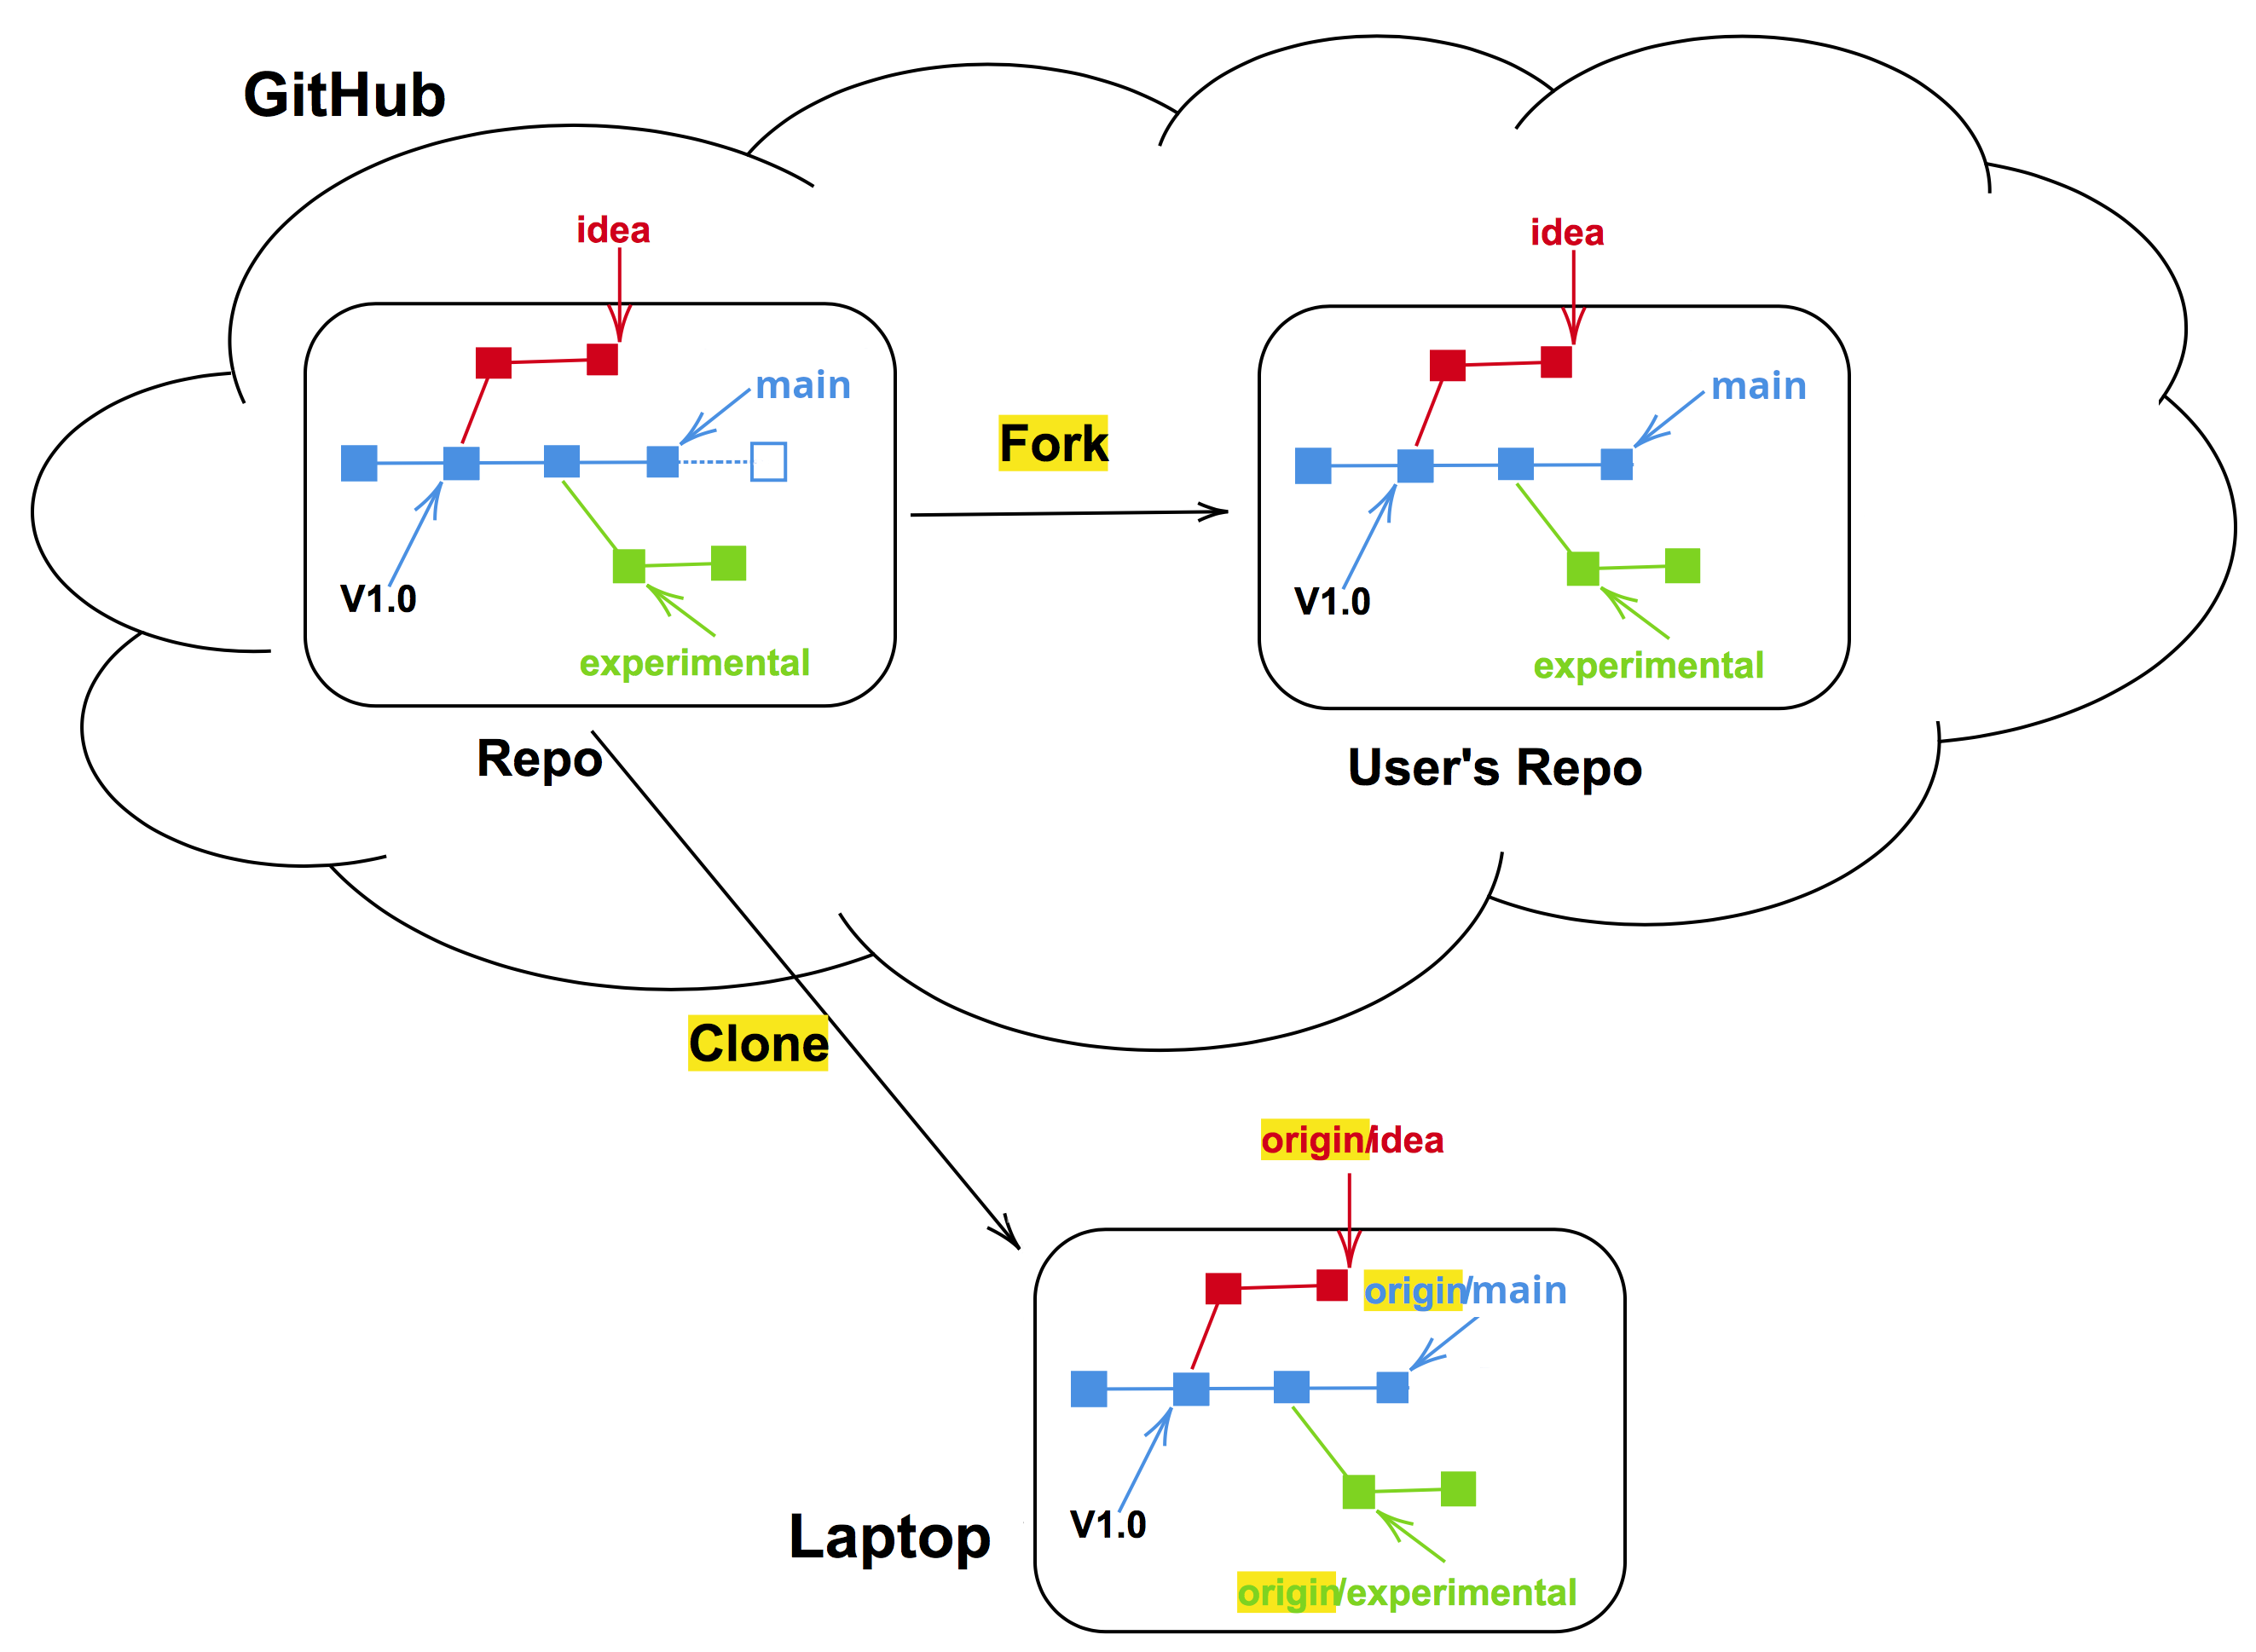 GitHub
idea
main
V1.0
experimental
Repo
Fork
idea
main
V1.0
experimental
User's Repo
Clone
origin/idea
origin/main
V1.0
origin/experimental
Laptop